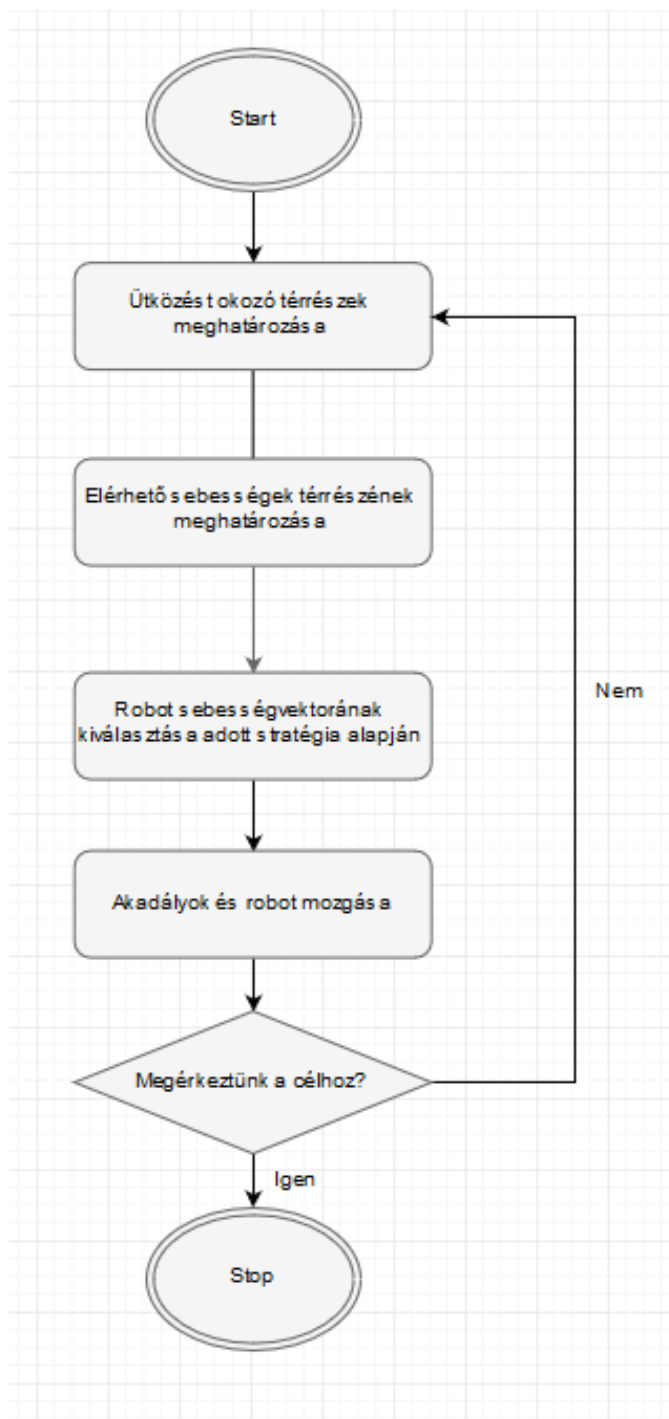 Start
Ütközést okozó térrészek
meghatározása
Elérhető sebességek térrészének
meghatározása
Robot sebességvektorának
kiválasztása adott stratégia alapján
Nem
Akadályok és robot mozgása
Megérkeztünk a célhoz?
Igen
Stop